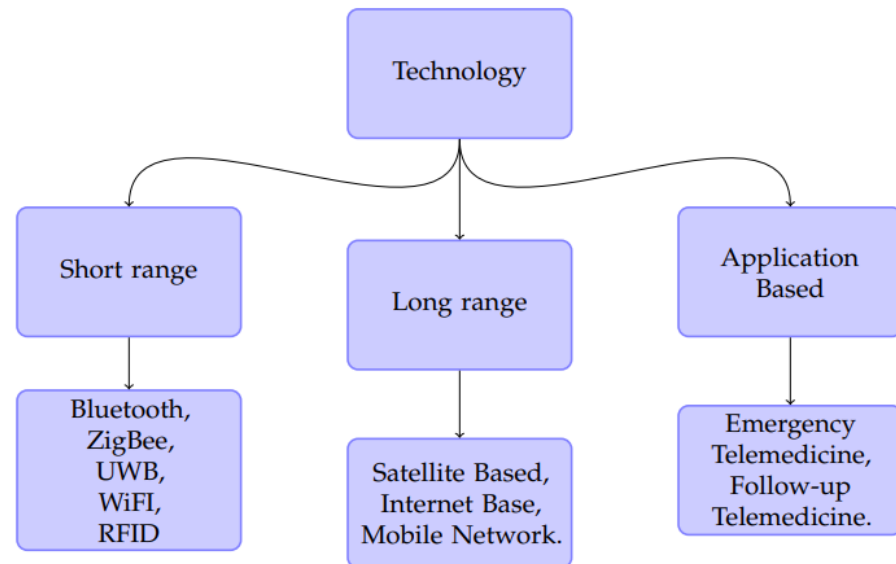 Technology
Short range
Long range
Application
Based
Bluetooth,
ZigBee,
UWB,
WiFI,
RFID
Satellite Based,
Internet Base,
Mobile Network.
Emergency
Telemedicine,
Follow-up
Telemedicine.